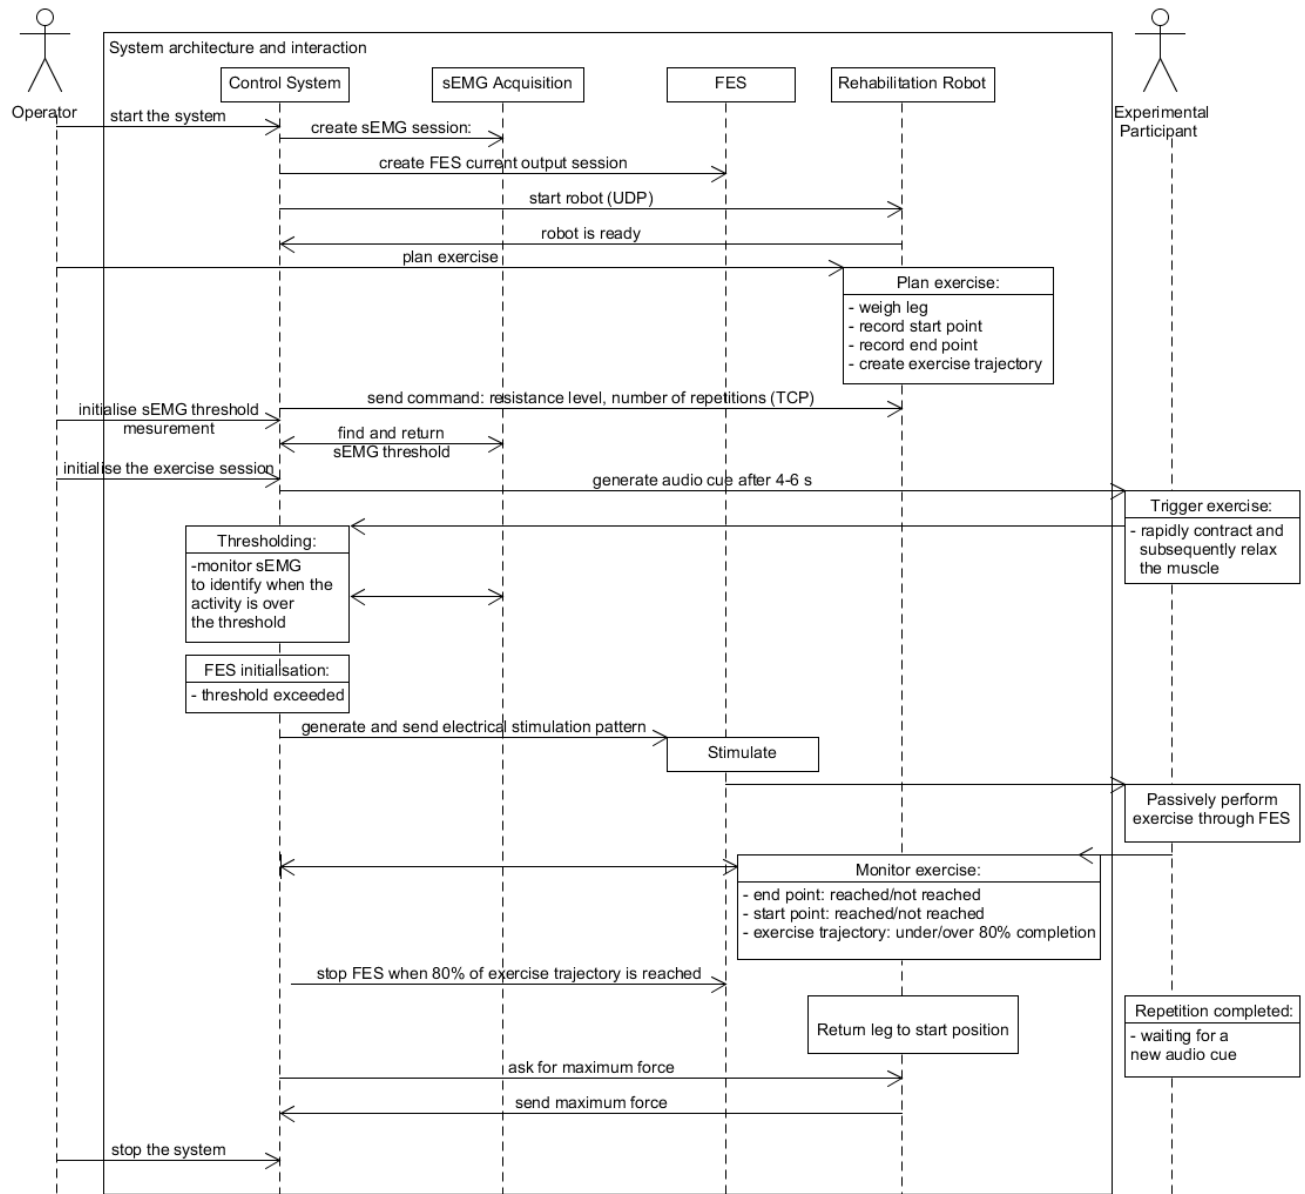 System architecture and interaction
Control System
sEMG Acquisition
FES
Rehabilitation Robot
Operator
Experimental
Participant
start the system
create sEMG session:
create FES current output session
start robot (UDP)
robot is ready
plan exercise
Plan exercise:
- weigh leg
- record start point
- record end point
- create exercise trajectory
send command: resistance level, number of repetitions (TCP)
initialise sEMG threshold
mesurement
find and return
sEMG threshold
initialise the exercise session
generate audio cue after 4-6 s
Trigger exercise:
- rapidly contract and
subsequently relax
the muscle
Thresholding:
-monitor sEMG
to identify when the
activity is over
the threshold
FES initialisation:
- threshold exceeded
generate and send electrical stimulation pattern
Stimulate
Passively perform
exercise through FES
Monitor exercise:
- end point: reached/not reached
- start point: reached/not reached
- exercise trajectory: under/over 80% completion
stop FES when 80% of exercise trajectory is reached
Return leg to start position
Repetition completed:
- waiting for a
new audio cue
ask for maximum force
send maximum force
stop the system